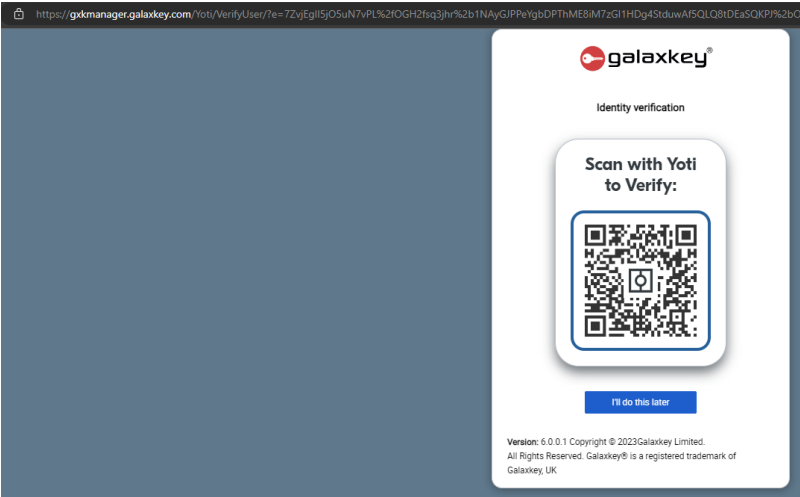 https://gxkmanager.galaxkey.com/Yoti/VerifyUser/?e=7ZvjEglI5jO5uN7vPL%2fOGH2fsq3jhr%2b1NAyGJPPeYgbDPThME8iM7zGI1HDg4StduwAf5QLQ8tDEaSQKPJ%2bO
galaxkey®
Identity verification
Scan with Yoti
to Verify:
I'll do this later
Version: 6.0.0.1 Copyright © 2023Galaxkey Limited.
All Rights Reserved. Galaxkey® is a registered trademark of
Galaxkey, UK